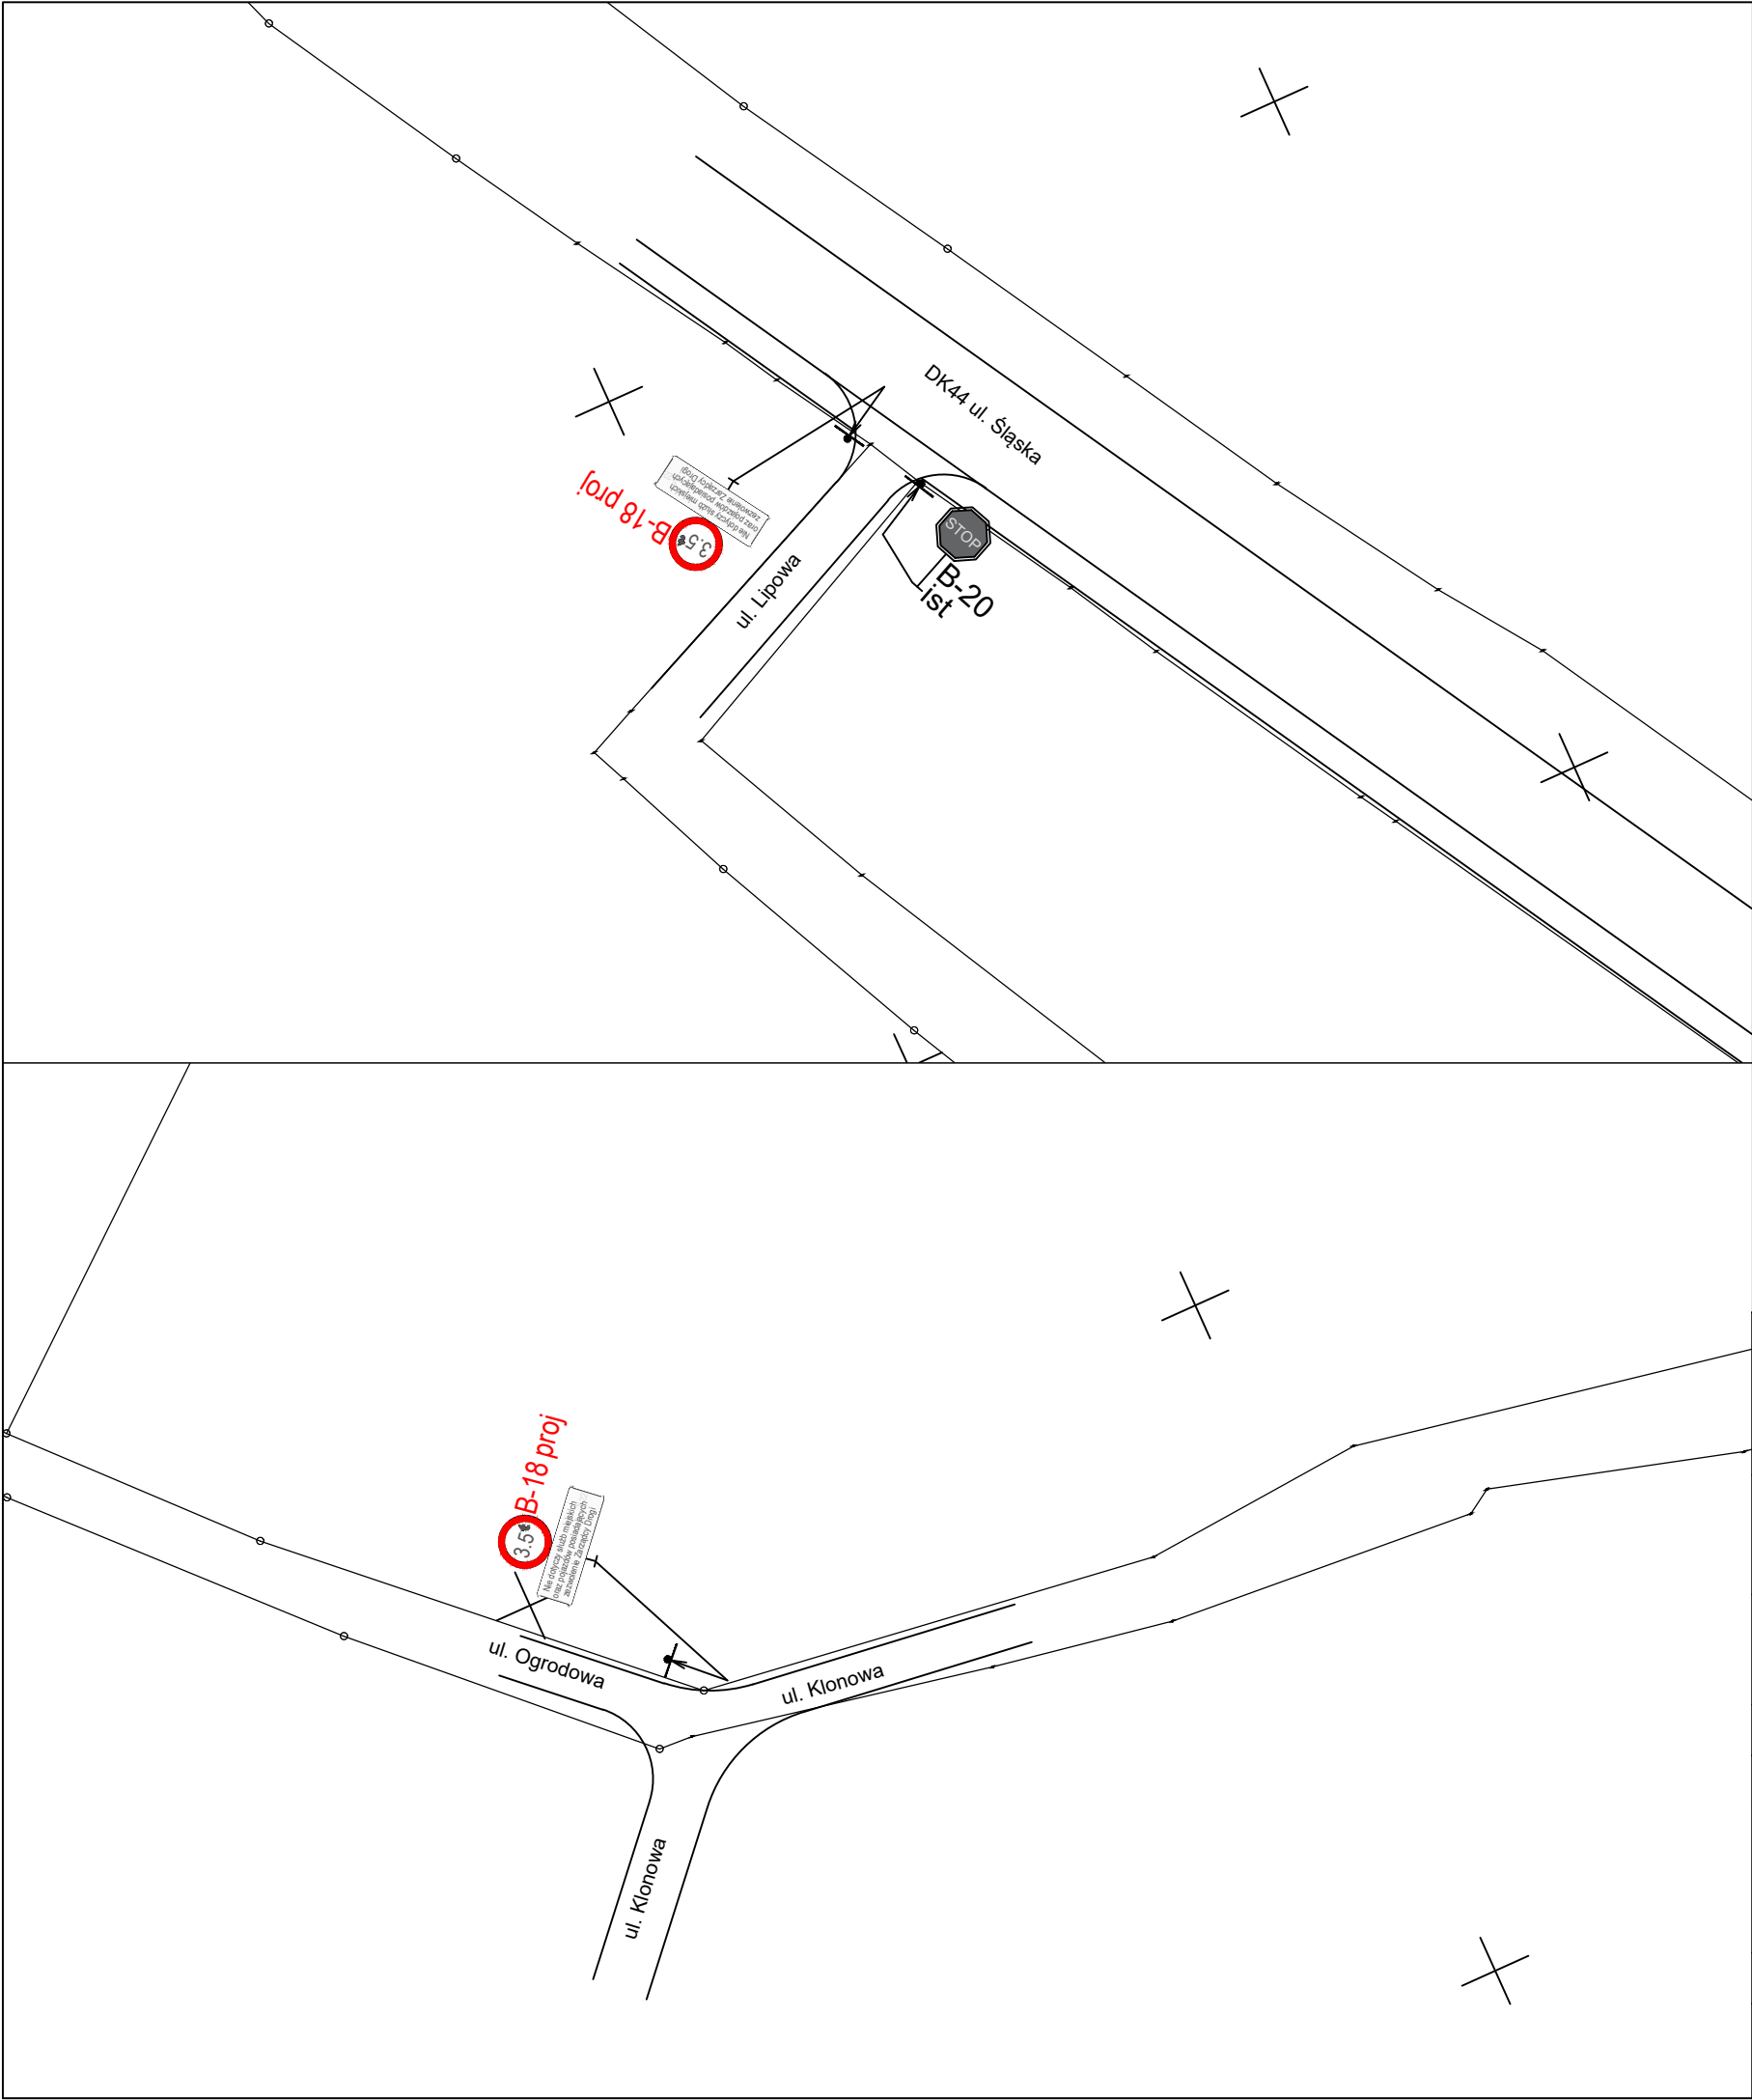 DK44 ul. Śląska
B-18 proj
3.5
Nie dotyczy służb miejskich
oraz pojazdów posiadających
zezwolenie Zarządcy Drogi
STOP
B-20
ist
ul. Lipowa
B-18 proj
3.5
Nie dotyczy służb miejskich
oraz pojazdów posiadających
zezwolenie Zarządcy Drogi
ul. Ogrodowa
ul. Klonowa
ul. Klonowa